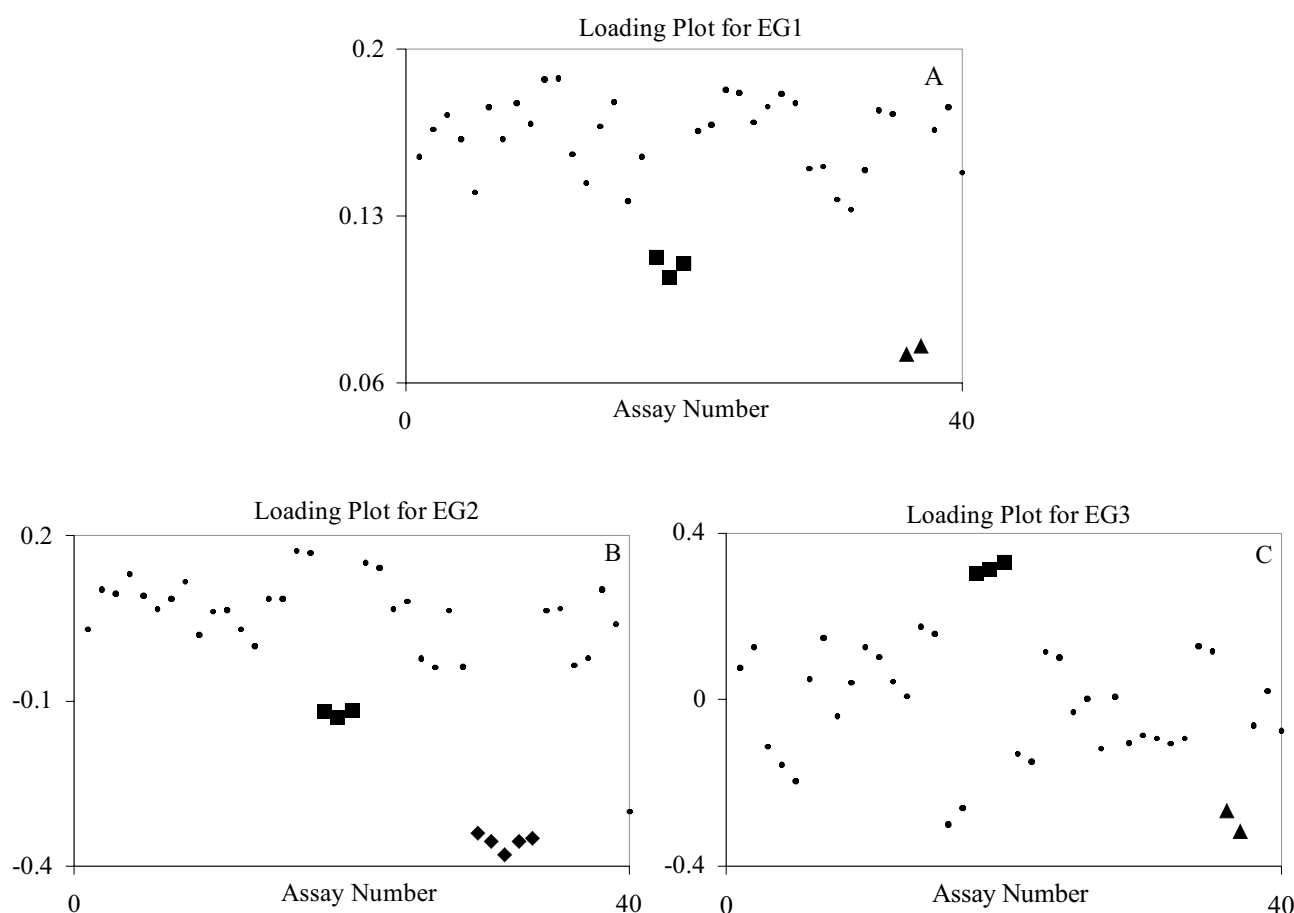 Loading Plot for EG1
0.2
A
0.13
0.06
Assay Number
0
40
Loading Plot for EG2
0.2
B
-0.1
-0.4
Assay Number
0
40
Loading Plot for EG3
0.4
C
0
-0.4
Assay Number
0
40